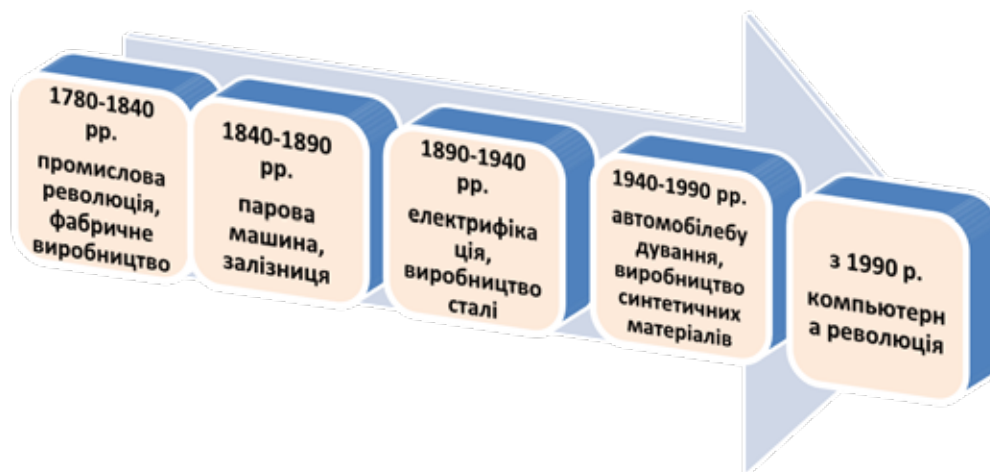 1780-1840
рр.
промислова
революція,
фабричне
виробництво
1840-1890
рр.
парова
машина,
залізниця
1890-1940
рр.
електрифіка
ція,
виробництво
сталі
1940-1990 рр.
автомобілебу
дування,
виробництво
синтетичних
матеріалів
з 1990 р.
компьютерн
а революція